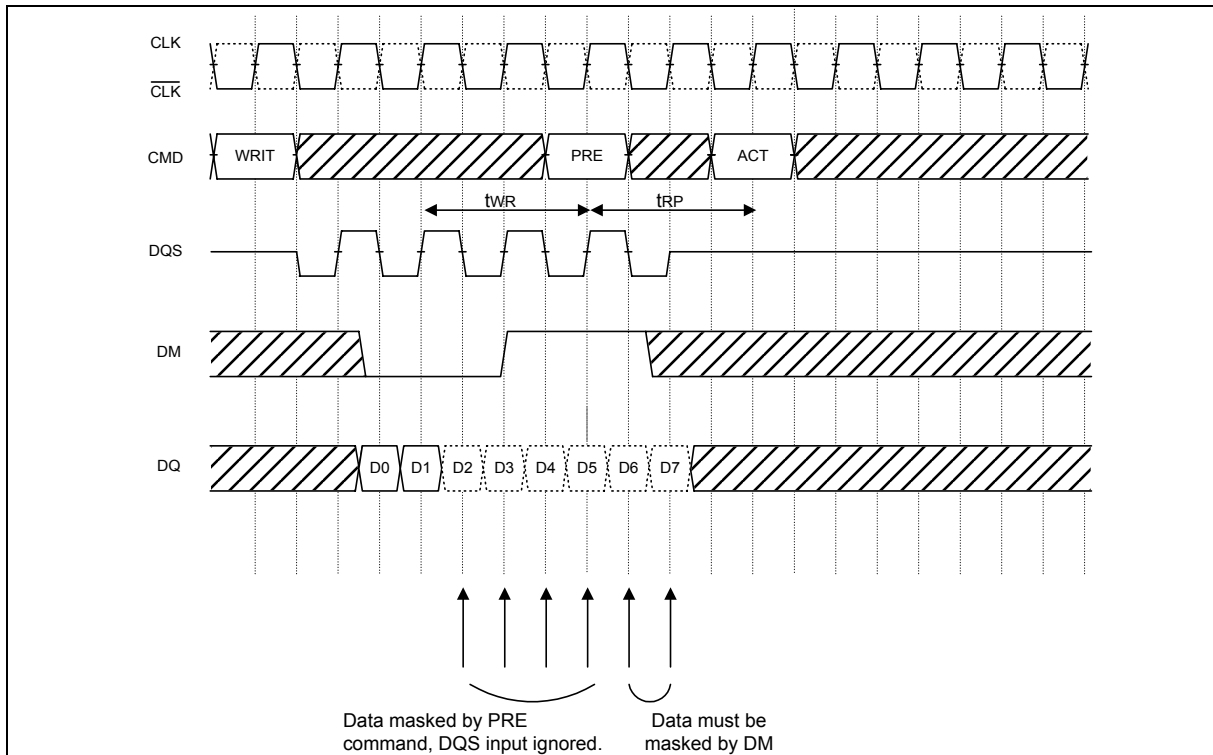 CLK
CLK
CMD
WRIT
PRE
ACT
tWR
tRP
DQS
DM
DQ
D0
D1
D2
D3
D4
D5
D6
D7
Data masked by PRE
command, DQS input ignored.
Data must be
masked by DM